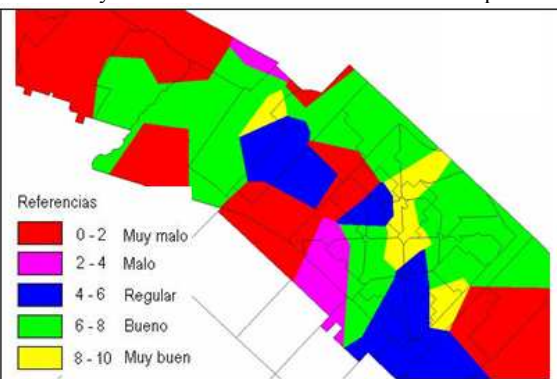 Referencias
0 - 2 Muy malo
2 - 4 Malo
4 - 6 Regular
6 - 8 Bueno
8 - 10 Muy buen